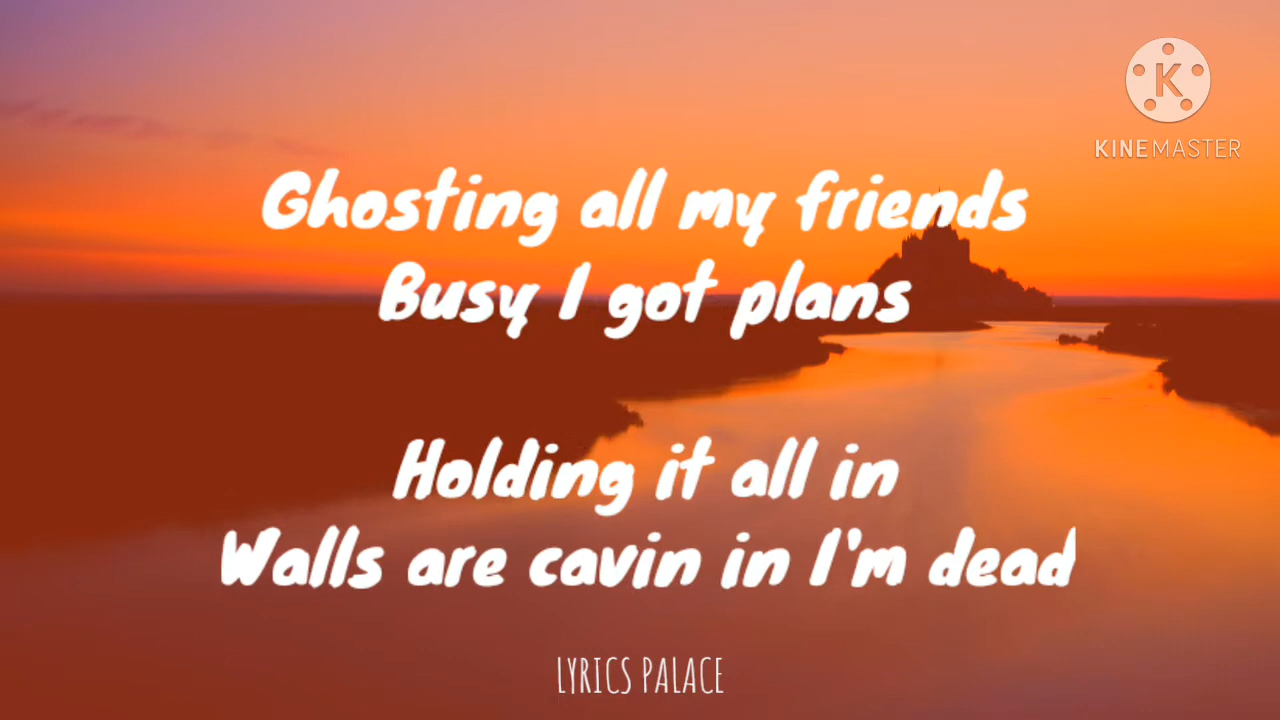 K
KINEMASTER
Ghosting all my friends
Busy I got plans
Holding it all in
Walls are cavin in I'm dead
LYRICS PALACE